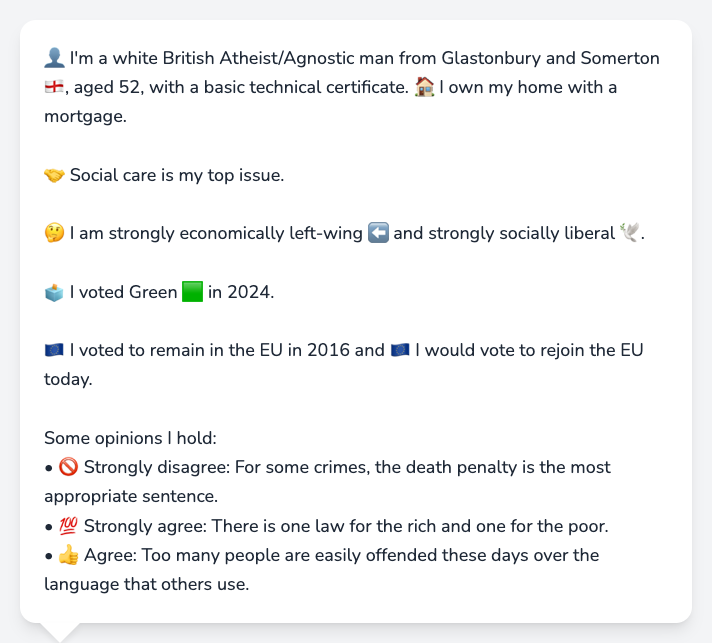 👤 I'm a white British Atheist/Agnostic man from Glastonbury and Somerton
🏴󠁧󠁢󠁥󠁮󠁧󠁿, aged 52, with a basic technical certificate. 🏠 I own my home with a
mortgage.
🤝 Social care is my top issue.
🤔 I am strongly economically left-wing ⬅️ and strongly socially liberal 🕊️.
🗳️ I voted Green 🟩 in 2024.
🇪🇺 I voted to remain in the EU in 2016 and 🇪🇺 I would vote to rejoin the EU
today.
Some opinions I hold:
• 🚫 Strongly disagree: For some crimes, the death penalty is the most
appropriate sentence.
• 💯 Strongly agree: There is one law for the rich and one for the poor.
• 👍 Agree: Too many people are easily offended these days over the
language that others use.